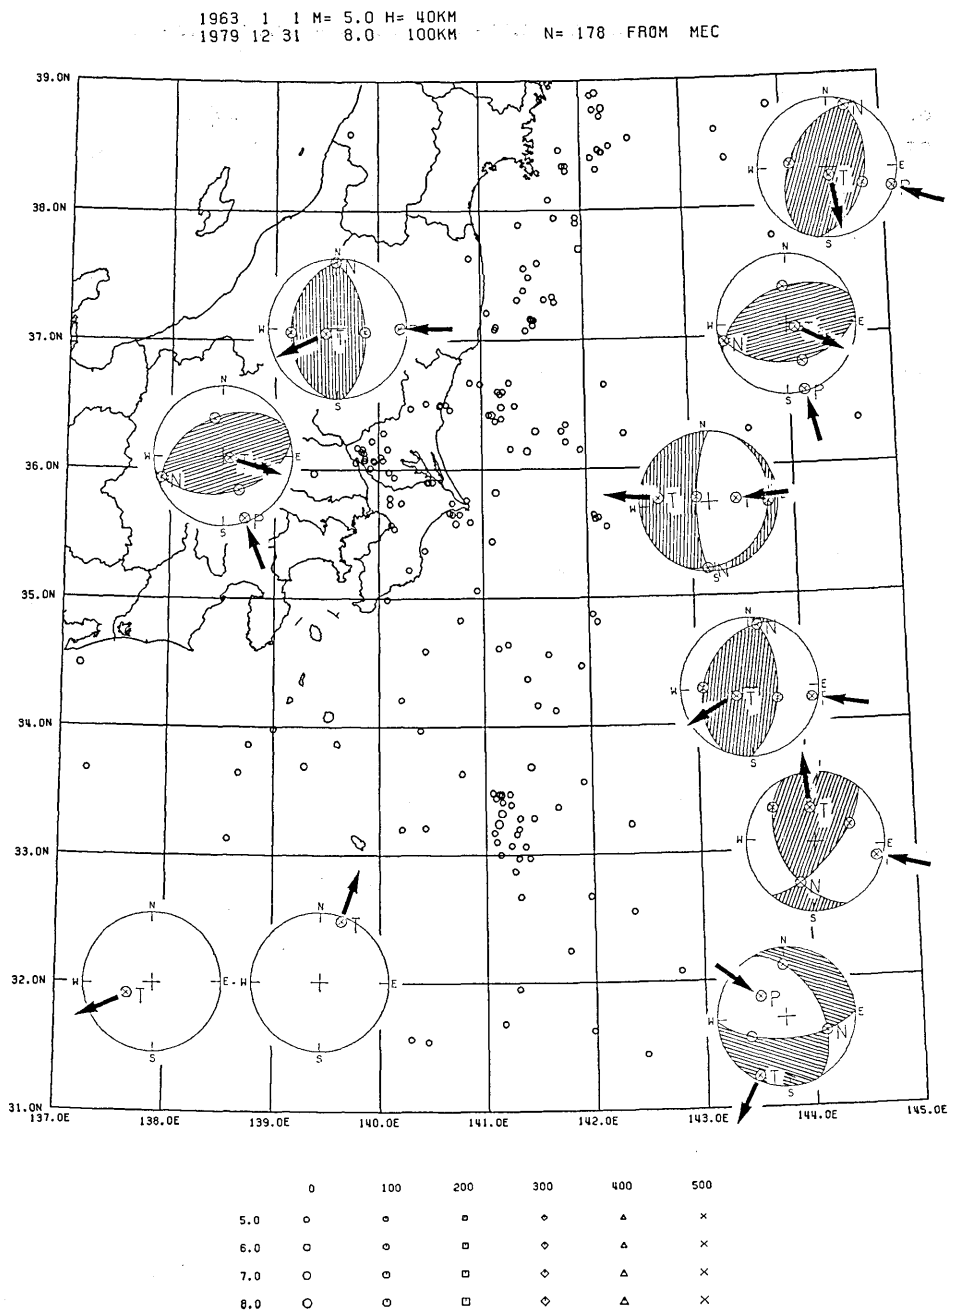 1963 1 1 M= 5.0 H= 40KM
1979 12 31 8.0 100KM N= 178 FROM MEC
39.0N
N
N
W
E
T
S
38.0N
N
N
W
E
T
S
37.0N
N
W
E
T
N
P
S
N
W
E
T
N
P
S
36.0N
W
T
N
S
35.0N
N
N
W
E
T
S
34.0N
T
W
E
N
S
33.0N
N
W
E
T
S
32.0N
N
W
E
T
S
N
P
W
E
N
T
S
31.0N
137.0E 138.0E 139.0E 140.0E 141.0E 142.0E 143.0E 144.0E 145.0E
0 100 200 300 400 500
5.0
6.0
7.0
8.0